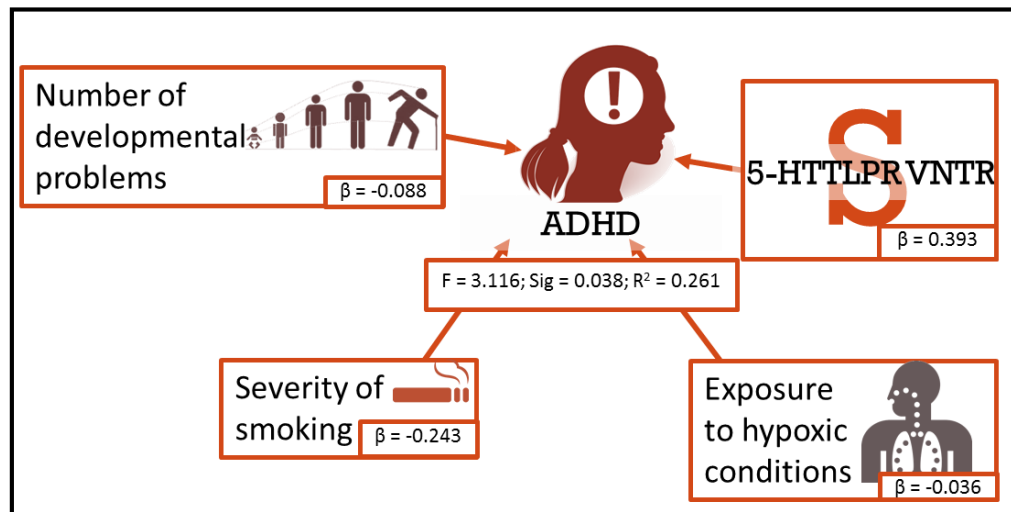 Number of
developmental
problems
β = -0.088
!
ADHD
S
5-HTTLPR VNTR
β = 0.393
F = 3.116; Sig = 0.038; R² = 0.261
Severity of
smoking
β = -0.243
Exposure
to hypoxic
conditions
β = -0.036